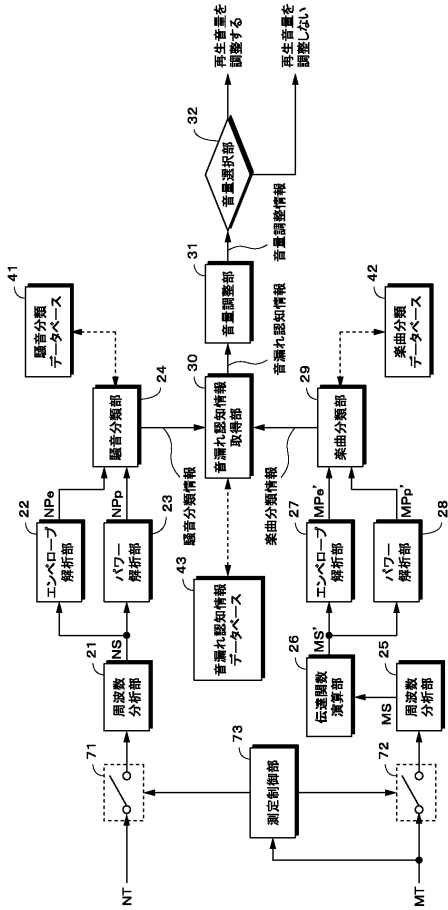 NT
71
周波数
分析部
21
NS
エンベロープ
解析部
22
NPe
パワー
解析部
23
NPp
騒音分類部
24
騒音分類
データベース
41
騒音分類情報
測定制御部
73
音漏れ認知情報
データベース
43
音漏れ認知情報
取得部
30
音漏れ認知情報
音量調整部
31
音量調整情報
音量選択部
32
再生音量を
調整する
再生音量を
調整しない
MT
72
周波数
分析部
25
MS
伝達関数
演算部
26
MS'
エンベロープ
解析部
27
MPe'
パワー
解析部
28
MPp'
楽曲分類部
29
楽曲分類
データベース
42
楽曲分類情報